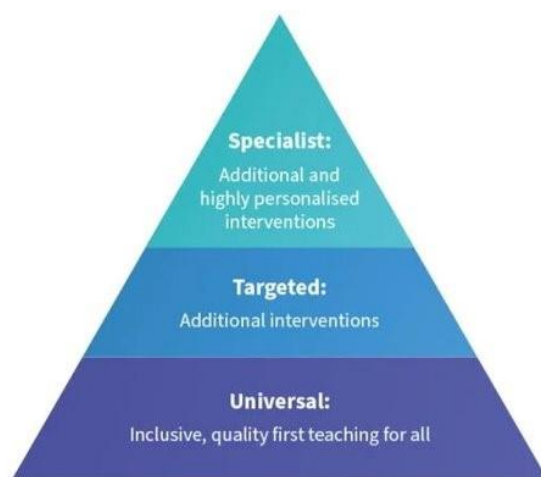 Specialist:
Additional and
highly personalised
interventions
Targeted:
Additional interventions
Universal:
Inclusive, quality first teaching for all